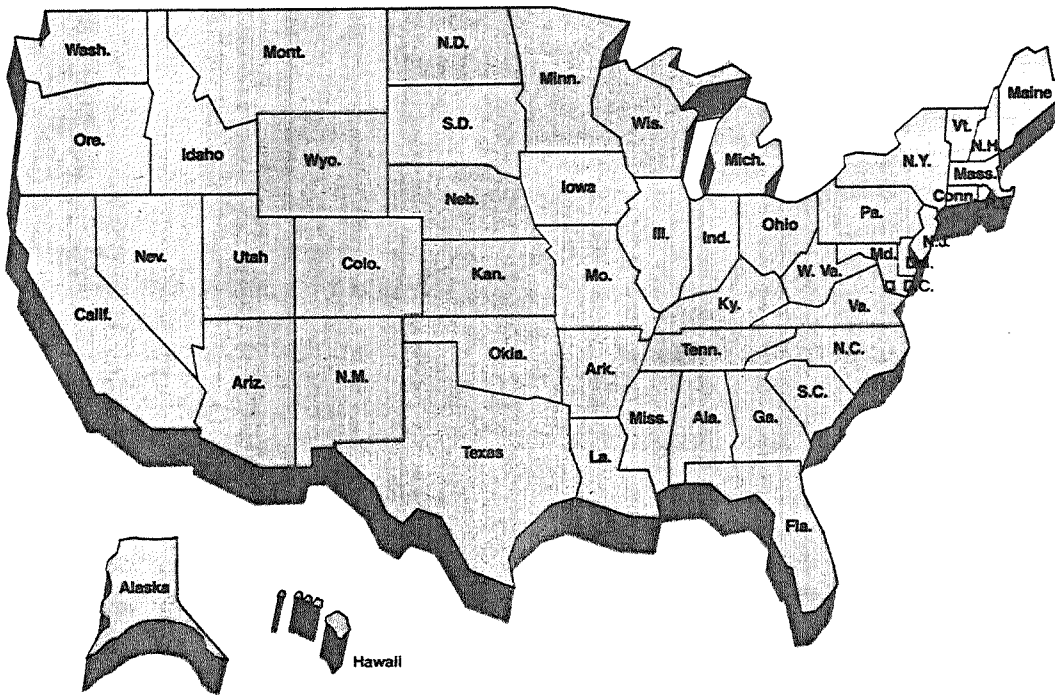 Wash.
Mont.
N.D.
Minn.
Maine
Ore.
Idaho
Wyo.
S.D.
Wis.
Mich.
Vt.
N.H.
N.Y.
Mass.
Conn.
Neb.
Iowa
Ill.
Ind.
Ohio
Pa.
N.J.
Nev.
Utah
Colo.
Kan.
Mo.
W. Va.
Md.
Calif.
Ky.
Va.
Ariz.
N.M.
Okla.
Ark.
Tenn.
N.C.
S.C.
Texas
La.
Miss.
Ala.
Ga.
Fla.
Alaska
Hawaii